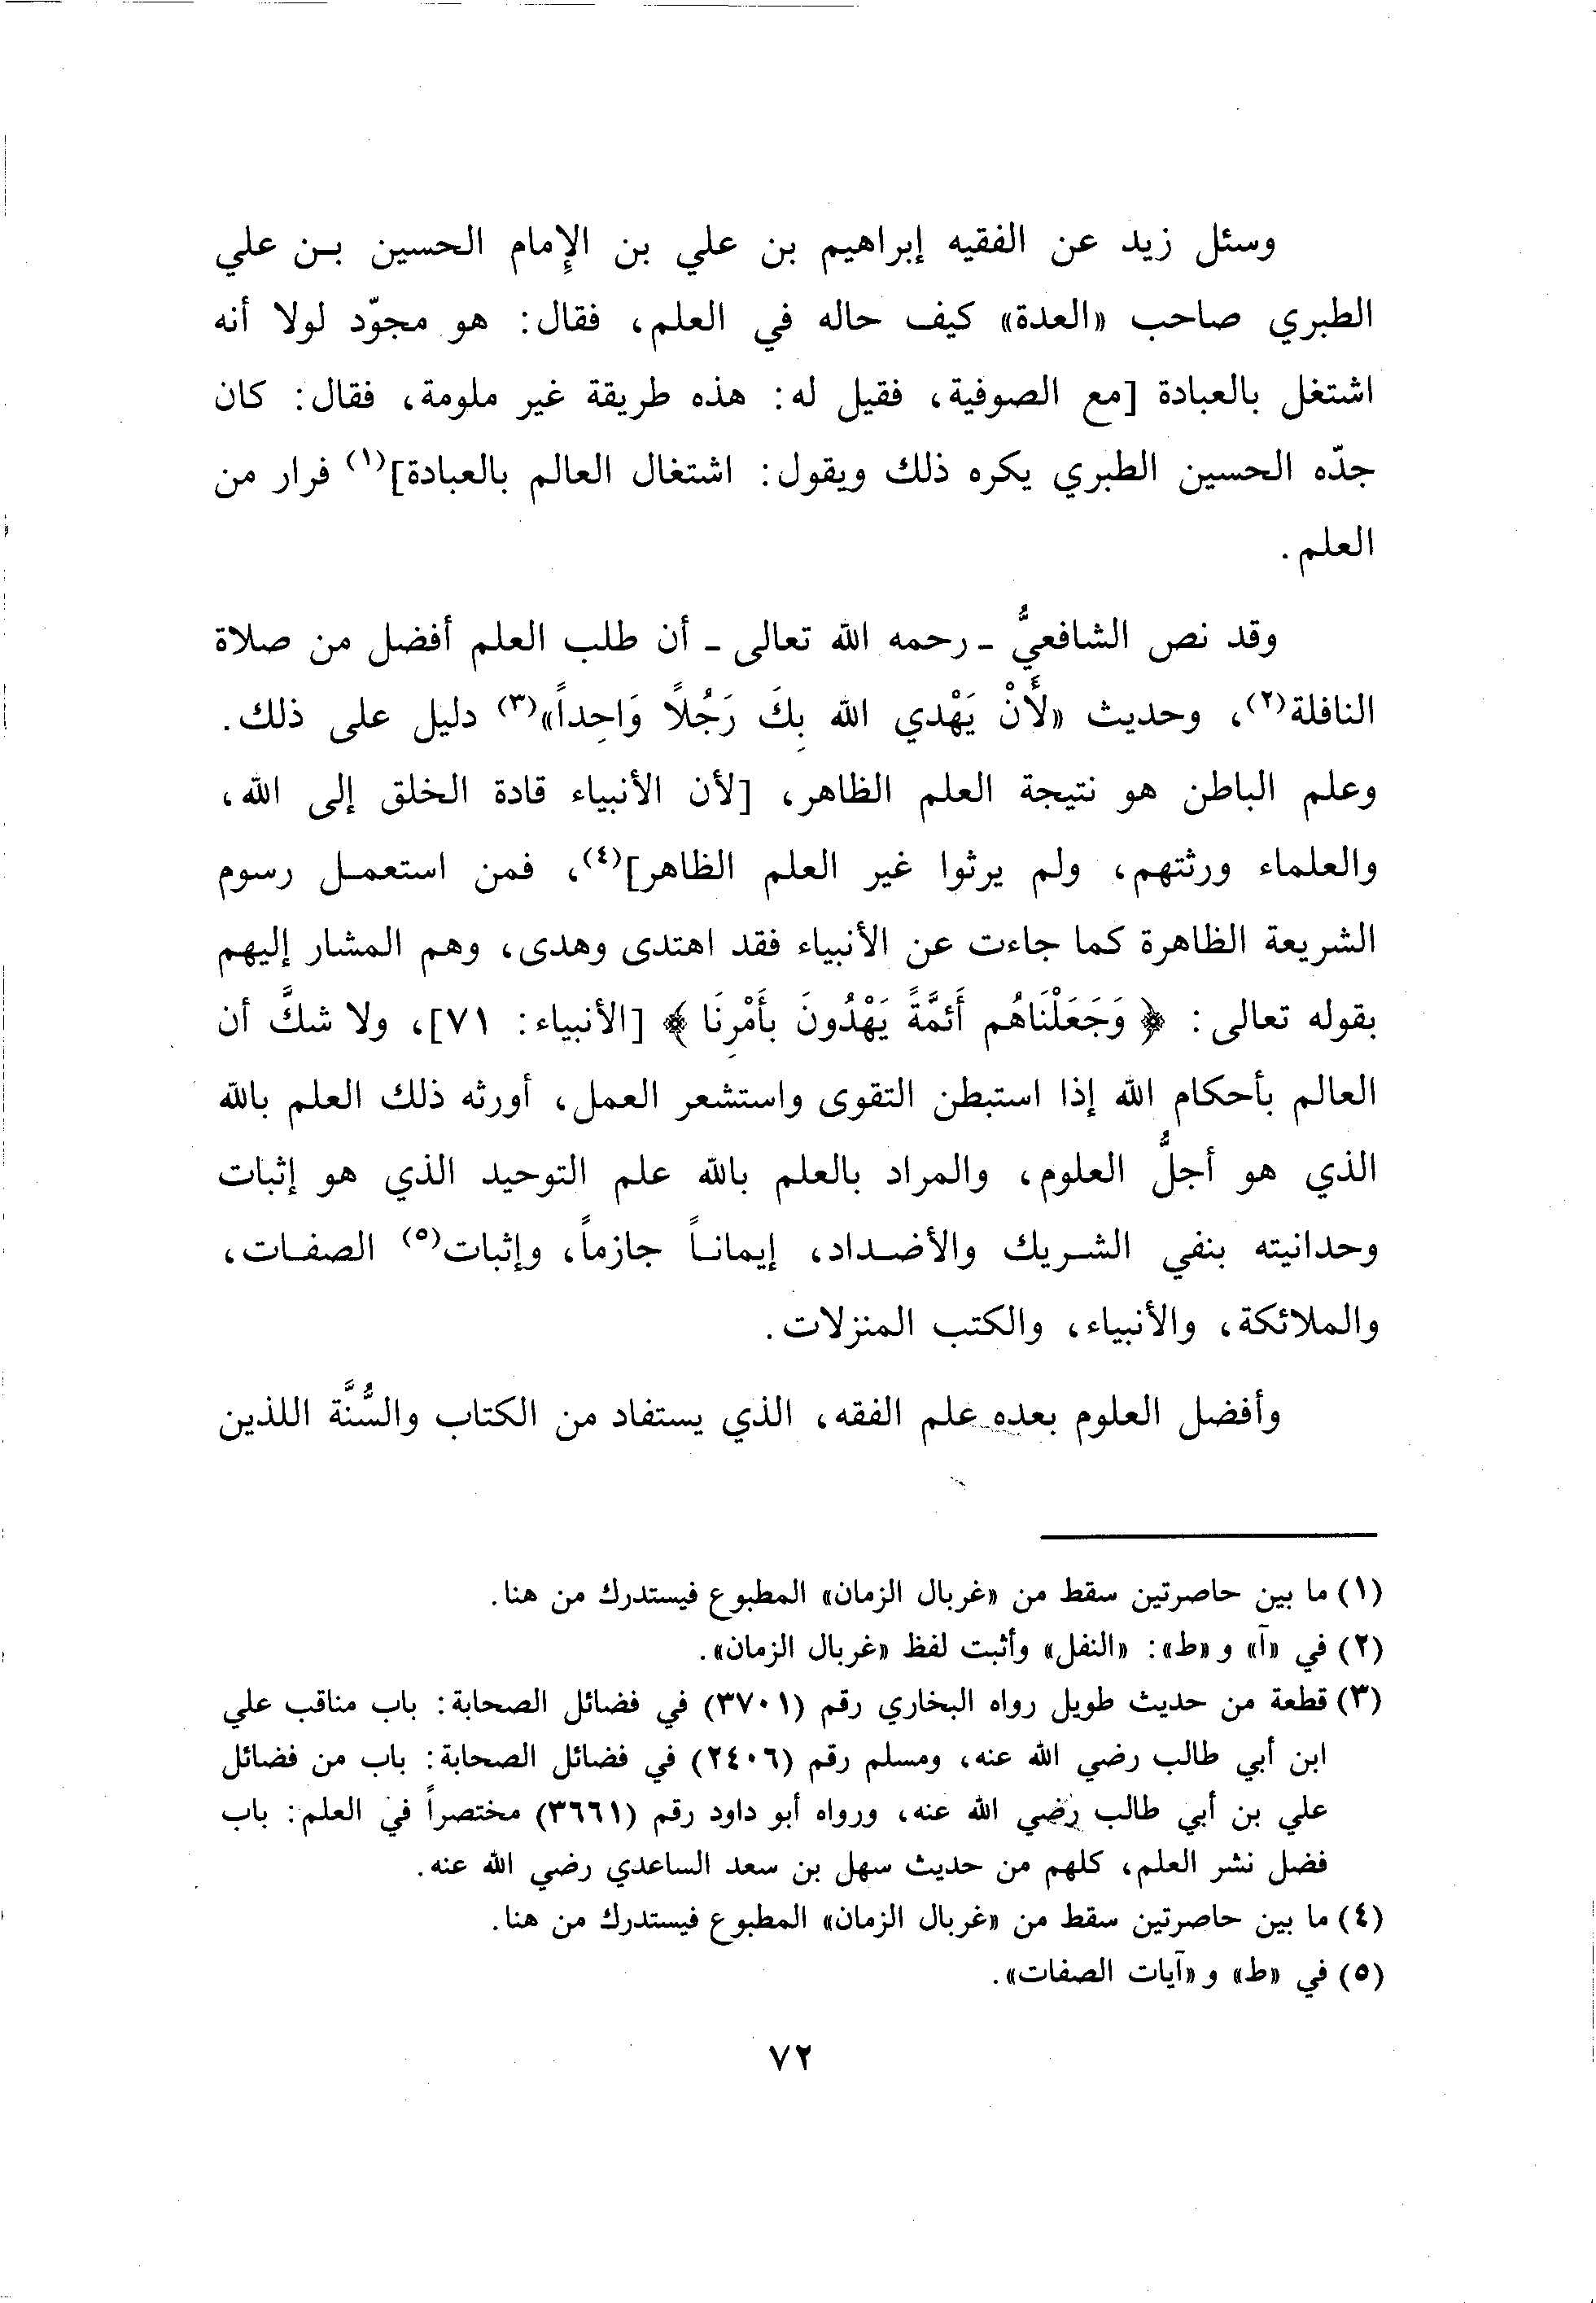 وسئل زيد عن الفقيه إبراهيم بن علي بن الإِمام الحسين بـن علي
الطبري صاحب «العدة» كيف حاله في العلم، فقال: هو مجوّد لولا أنه
اشتغل بالعبادة [مع الصوفية، فقيل له: هذه طريقة غير ملومة، فقال: كان
جدّه الحسين الطبري يكره ذلك ويقول: اشتغال العالم بالعبادة](١) فرار من
العلم.
وقد نص الشافعيُّ ـ رحمه الله تعالى ـ أن طلب العلم أفضل من صلاة
النافلة(٢)، وحديث «لَأَنْ يَهْدي الله بِكَ رَجُلًا وَاحِداً»(٣) دليل على ذلك.
وعلم الباطن هو نتيجة العلم الظاهر، [لأن الأنبياء قادة الخلق إلى الله،
والعلماء ورثتهم، ولم يرثوا غير العلم الظاهر](٤)، فمن استعمـل رسوم
الشريعة الظاهرة كما جاءت عن الأنبياء فقد اهتدى وهدى، وهم المشار إليهم
بقوله تعالى: ﴿ وَجَعَلْنَاهُم أَئمَّةً يَهْدُونَ بأَمْرِنَا ﴾ [الأنبياء: ٧١]، ولا شكَّ أن
العالم بأحكام الله إذا استبطن التقوى واستشعر العمل، أورثه ذلك العلم بالله
الذي هو أجلُّ العلوم، والمراد بالعلم بالله علم التوحيد الذي هو إثبات
وحدانيته بنفي الشـريك والأضـداد، إيمانـاً جازماً، وإثبات(٥) الصفـات،
والملائكة، والأنبياء، والكتب المنزلات.
وأفضل العلوم بعده علم الفقه، الذي يستفاد من الكتاب والسُّنَّة اللذين
(١) ما بين حاصرتين سقط من «غربال الزمان» المطبوع فيستدرك من هنا.
(٢) في «آ» و «ط»: «النفل» وأثبت لفظ «غربال الزمان».
(٣) قطعة من حديث طويل رواه البخاري رقم (٣٧٠١) في فضائل الصحابة: باب مناقب علي
ابن أبي طالب رضي الله عنه، ومسلم رقم (٢٤٠٦) في فضائل الصحابة: باب من فضائل
علي بن أبي طالب رضي الله عنه، ورواه أبو داود رقم (٣٦٦١) مختصراً في العلم: باب
فضل نشر العلم، كلهم من حديث سهل بن سعد الساعدي رضي الله عنه.
(٤) ما بين حاصرتين سقط من «غربال الزمان» المطبوع فيستدرك من هنا.
(٥) في «ط» و «آيات الصفات».
٧٢